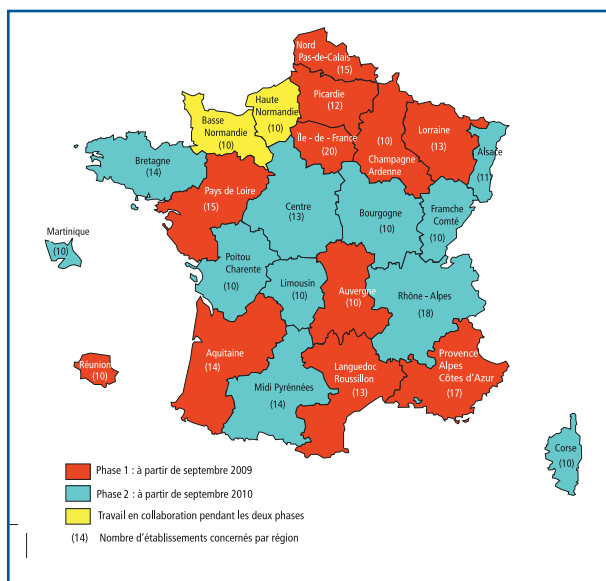 Nord
Pas-de-Calais
(15)
Picardie
(12)
Haute
Normandie
(10)
Basse
Normandie
(10)
Île - de - France
(20)
(10)
Champagne
Ardenne
Lorraine
(13)
Alsace
(11)
Bretagne
(14)
Pays de Loire
(15)
Centre
(13)
Bourgogne
(10)
Framche
Comté
(10)
Martinique
(10)
Poitou
Charente
(10)
Limousin
(10)
Auvergne
(10)
Rhône - Alpes
(18)
Réunion
(10)
Aquitaine
(14)
Midi Pyrénnées
(14)
Languedoc
Roussillon
(13)
Provence
Alpes
Côtes d'Azur
(17)
Corse
(10)
Phase 1 : à partir de septembre 2009
Phase 2 : à partir de septembre 2010
Travail en collaboration pendant les deux phases
(14) Nombre d'établissements concernés par région